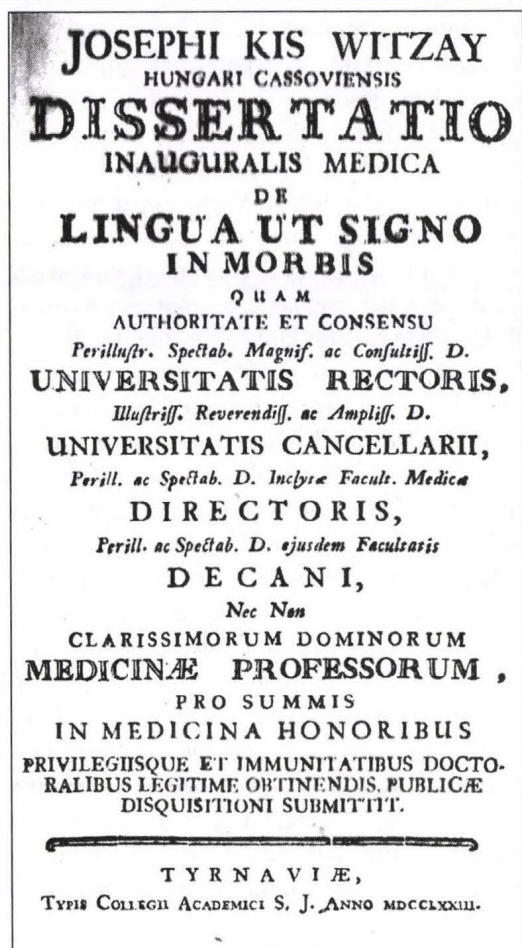 JOSEPHI KIS WITZAY
HUNGARI CASSOVIENSIS
DISSERTATIO
INAUGURALIS MEDICA
DE
LINGUA UT SIGNO
IN MORBIS
QUAM
AUTHORITATE ET CONSENSU
Perilluſtr. Spectab. Magnif. ac Conſultiſſ. D.
UNIVERSITATIS RECTORIS,
Illuſtriſſ. Reverendiſſ. ac Ampliſſ. D.
UNIVERSITATIS CANCELLARII,
Perill. ac Spectab. D. Inclytæ Facult. Medicæ
DIRECTORIS,
Perill. ac Spectab. D. ejusdem Facultatis
DECANI,
Nec Non
CLARISSIMORUM DOMINORUM
MEDICINÆ PROFESSORUM,
PRO SUMMIS
IN MEDICINA HONORIBUS
PRIVILEGIISQUE ET IMMUNITATIBUS DOCTO-
RALIBUS LEGITIME OBTINENDIS, PUBLICÆ
DISQUISITIONI SUBMITTIT.
TYRNAVIÆ,
TYPIS COLLEGII ACADEMICI S. J. ANNO MDCCLXXIII.